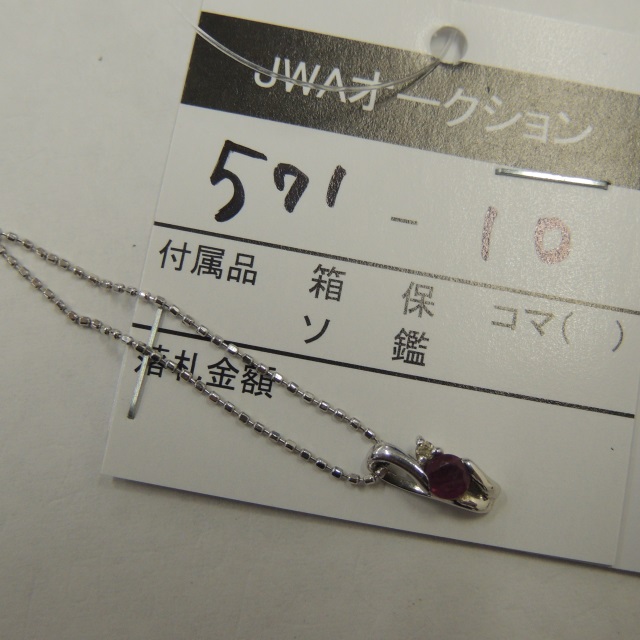 JWAオークション
571-10
付属品 箱 保 コマ( )
ソ 鑑
落札金額